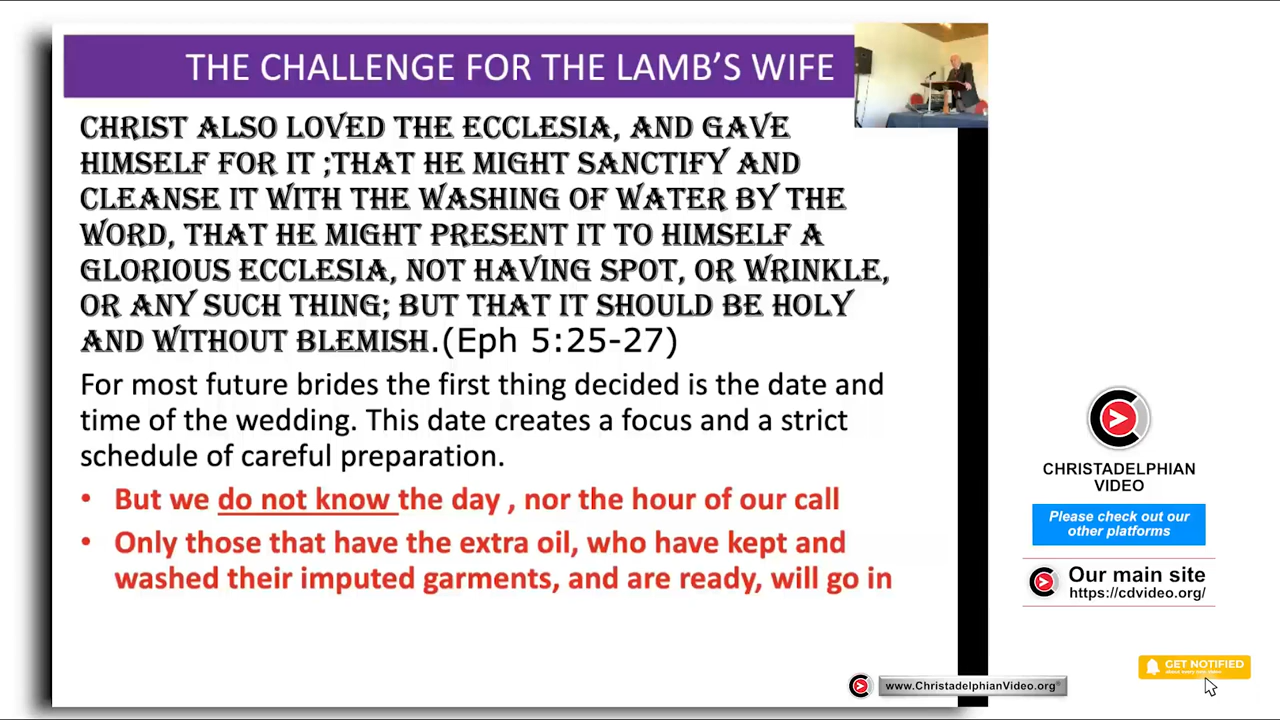 THE CHALLENGE FOR THE LAMB'S WIFE
CHRIST ALSO LOVED THE ECCLESIA, AND GAVE
HIMSELF FOR IT ;THAT HE MIGHT SANCTIFY AND
CLEANSE IT WITH THE WASHING OF WATER BY THE
WORD, THAT HE MIGHT PRESENT IT TO HIMSELF A
GLORIOUS ECCLESIA, NOT HAVING SPOT, OR WRINKLE,
OR ANY SUCH THING; BUT THAT IT SHOULD BE HOLY
AND WITHOUT BLEMISH.(Eph 5:25-27)
For most future brides the first thing decided is the date and
time of the wedding. This date creates a focus and a strict
schedule of careful preparation.
• But we do not know the day , nor the hour of our call
• Only those that have the extra oil, who have kept and
washed their imputed garments, and are ready, will go in
CHRISTADELPHIAN
VIDEO
Please check out our
other platforms
Our main site
https://cdvideo.org/
GET NOTIFIED
about every new video
www.ChristadelphianVideo.org